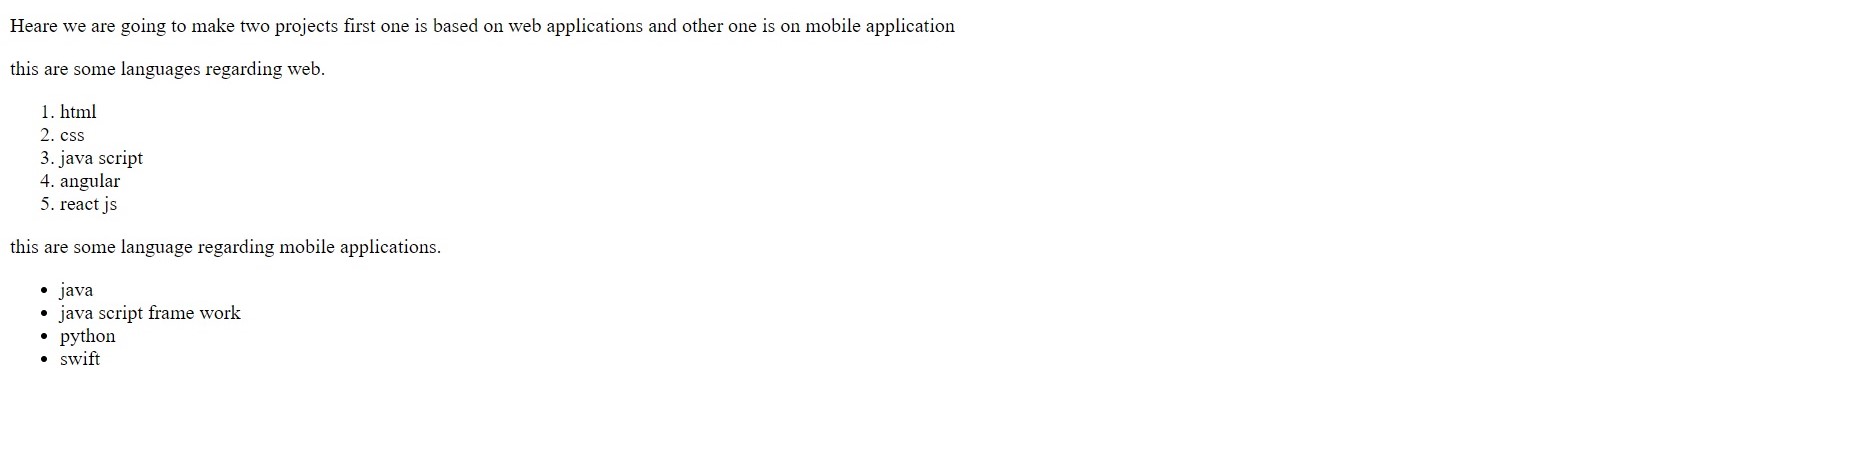 Heare we are going to make two projects first one is based on web applications and other one is on mobile application
this are some languages regarding web.
1. html
2. css
3. java script
4. angular
5. react js
this are some language regarding mobile applications.
• java
• java script frame work
• python
• swift